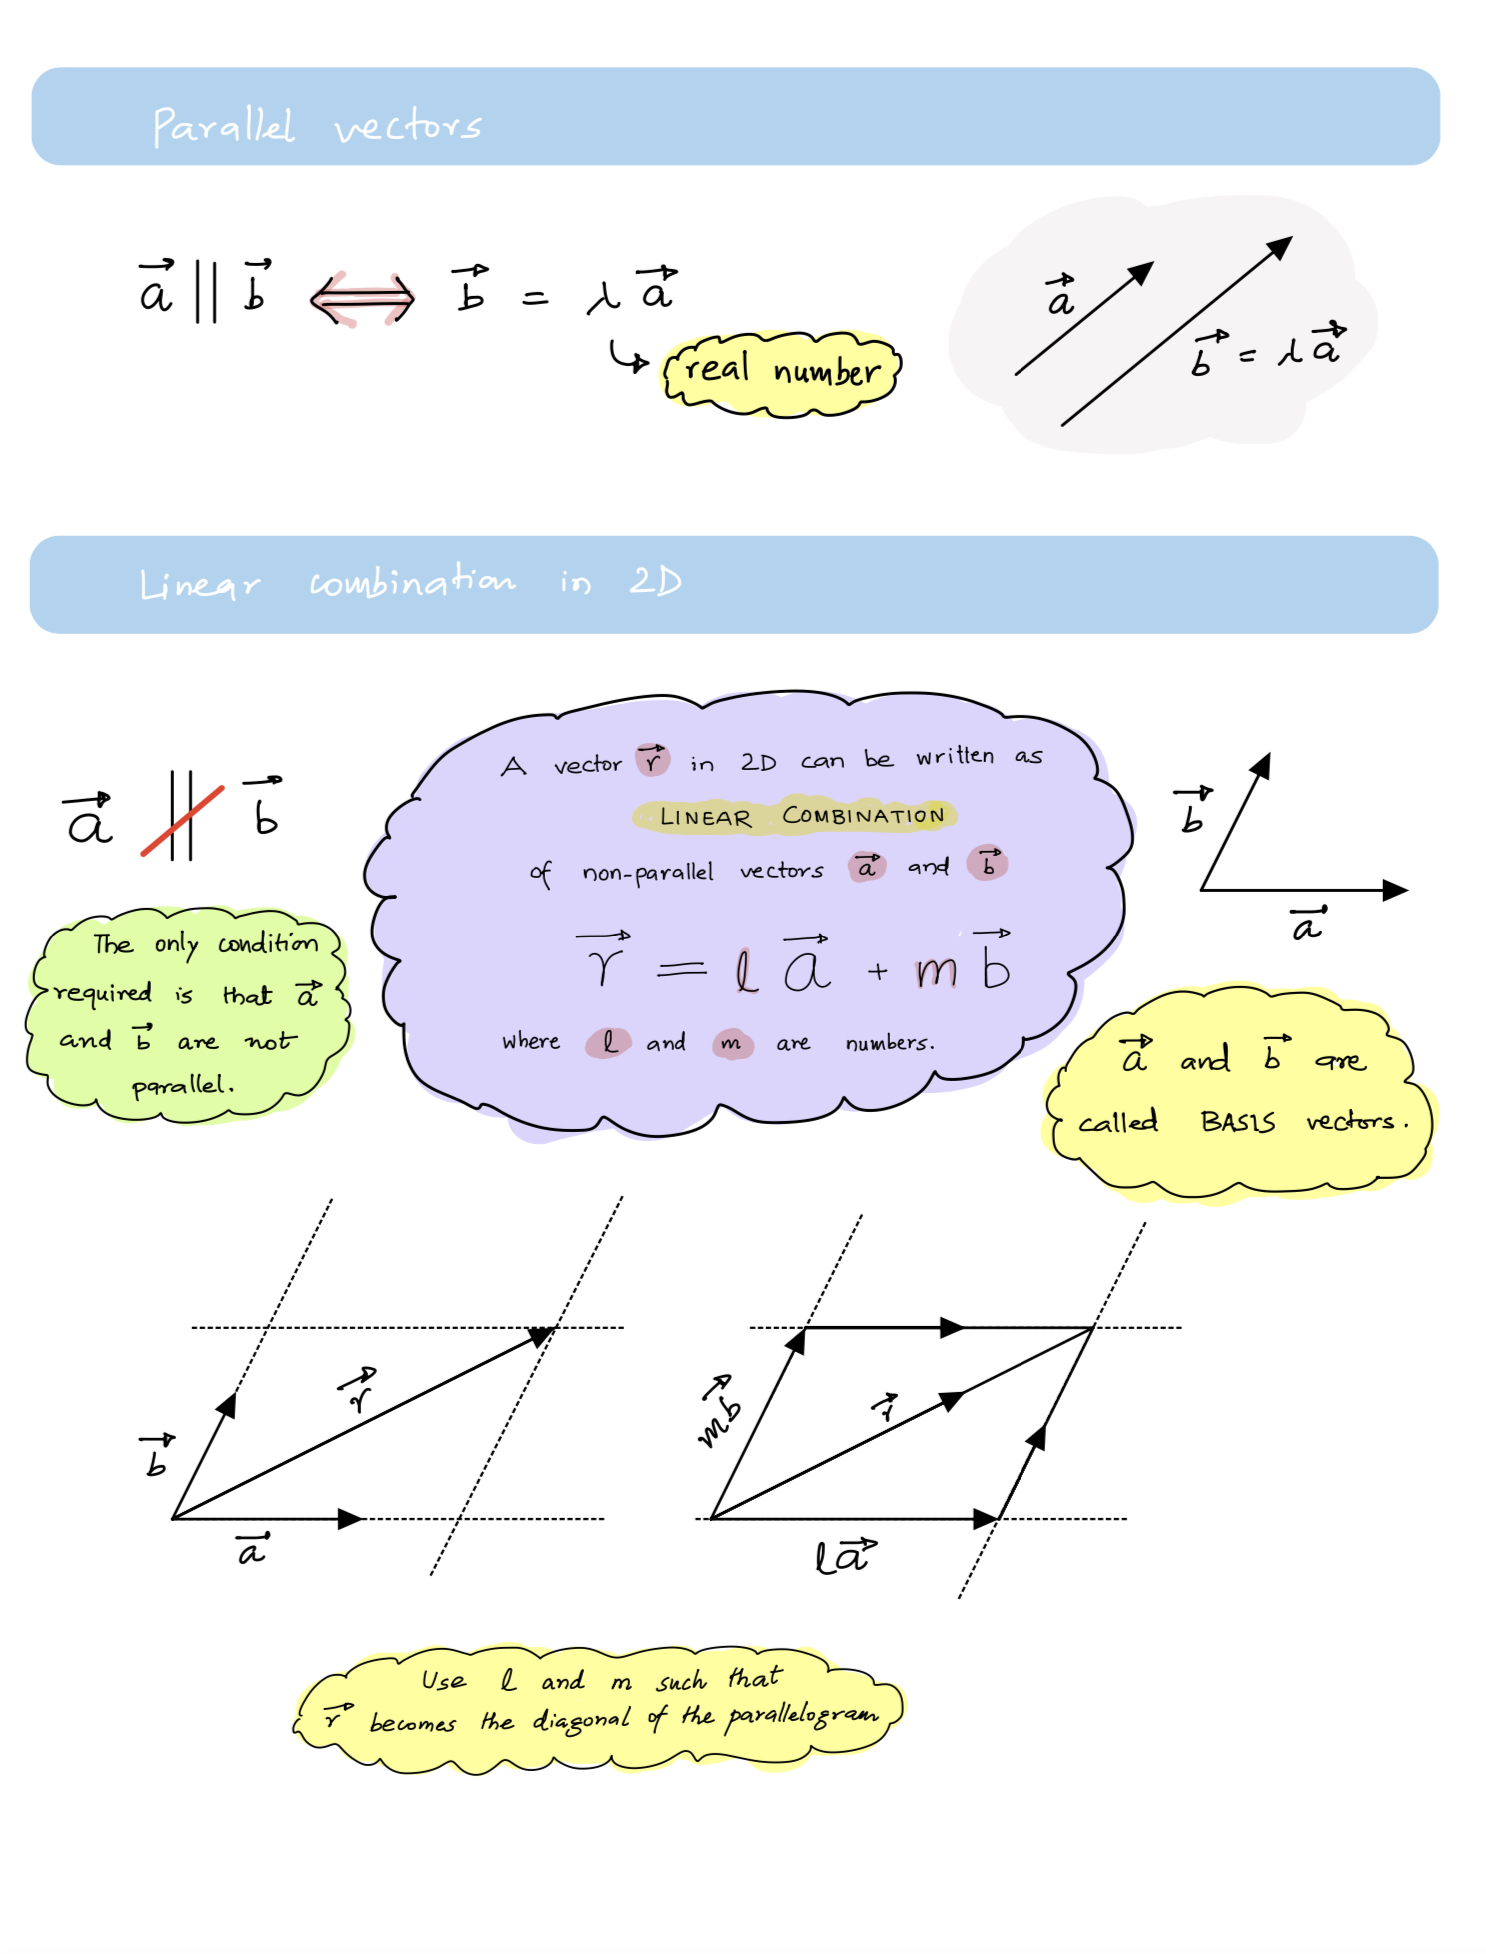 Parallel vectors
a⃗ || b⃗ ⟺ b⃗ = λ a⃗
real number
a⃗
b⃗ = λ a⃗
Linear combination in 2D
a⃗ ∦ b⃗
The only condition
required is that a⃗
and b⃗ are not
parallel.
A vector r⃗ in 2D can be written as
LINEAR COMBINATION
of non-parallel vectors a⃗ and b⃗
r⃗ = l a⃗ + m b⃗
where l and m are numbers.
b⃗
a⃗
a⃗ and b⃗ are
called BASIS vectors.
r⃗
b⃗
a⃗
mb⃗
r⃗
la⃗
Use l and m such that
r⃗ becomes the diagonal of the parallelogram